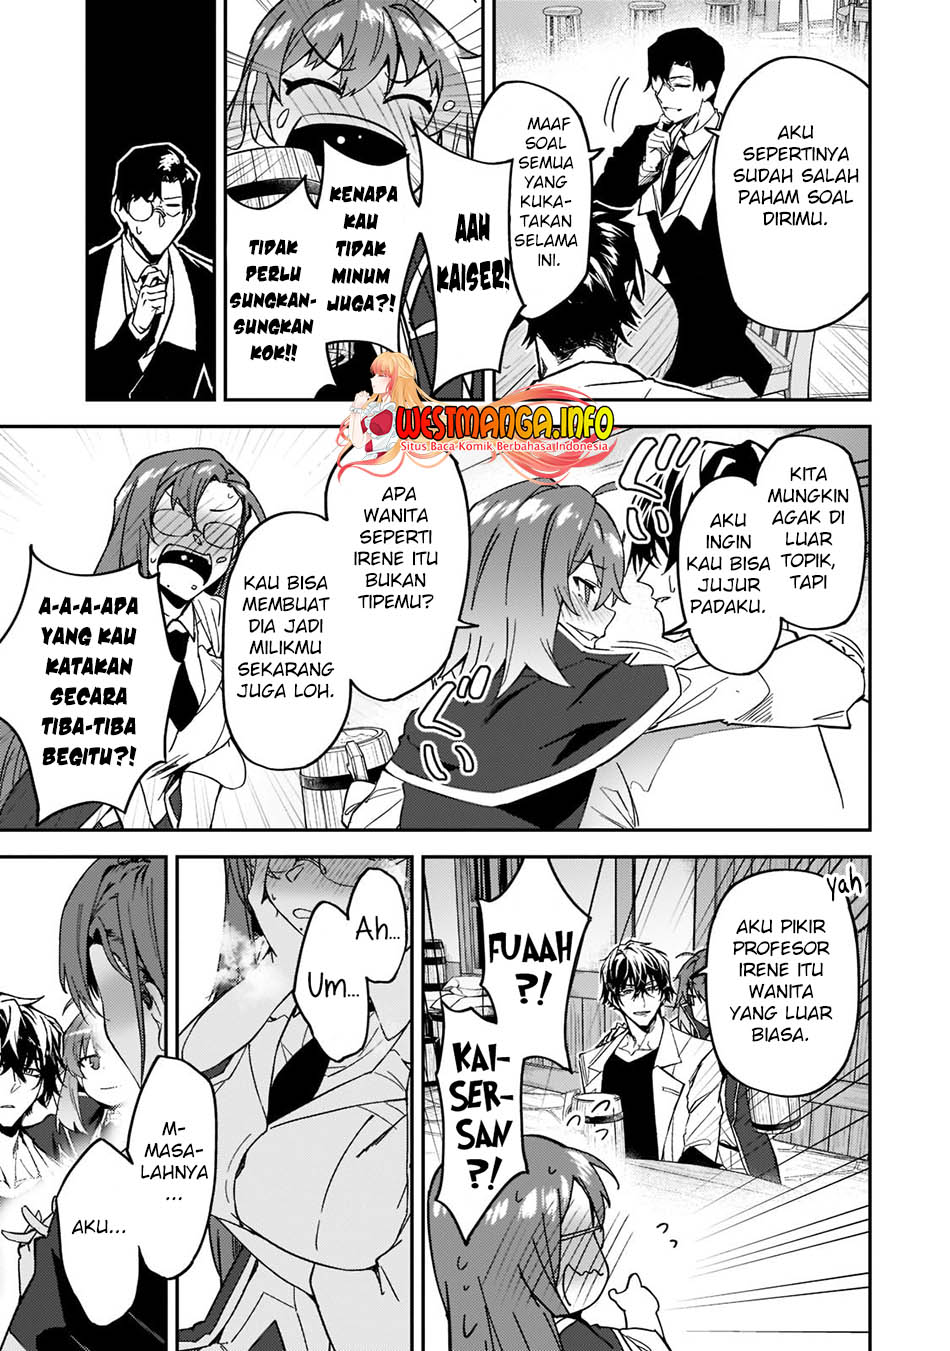 AKU
SEPERTINYA
SUDAH SALAH
PAHAM SOAL
DIRIMU.
MAAF
SOAL
SEMUA
YANG
KUKA-
TAKAN
SELAMA
INI.
AAH
KAISER!
KENAPA
KAU
TIDAK
MINUM
JUGA?!
TIDAK
PERLU
SUNGKAN-
SUNGKAN
KOK!!
WESTMANGA.INFO
Situs Baca Komik Berbahasa Indonesia
KITA
MUNGKIN
AGAK DI
LUAR
TOPIK,
TAPI
AKU
INGIN
KAU BISA
JUJUR
PADAKU.
APA
WANITA
SEPERTI
IRENE ITU
BUKAN
TIPEMU?
KAU BISA
MEMBUAT
DIA JADI
MILIKMU
SEKARANG
JUGA LOH.
A-A-A-APA
YANG KAU
KATAKAN
SECARA
TIBA-TIBA
BEGITU?!
yah
AKU PIKIR
PROFESOR
IRENE ITU
WANITA
YANG LUAR
BIASA.
FUAAH
?!
KAI-
SER-
SAN
?!
Ah...
Um...
M-
MASA-
LAHNYA
...
AKU...